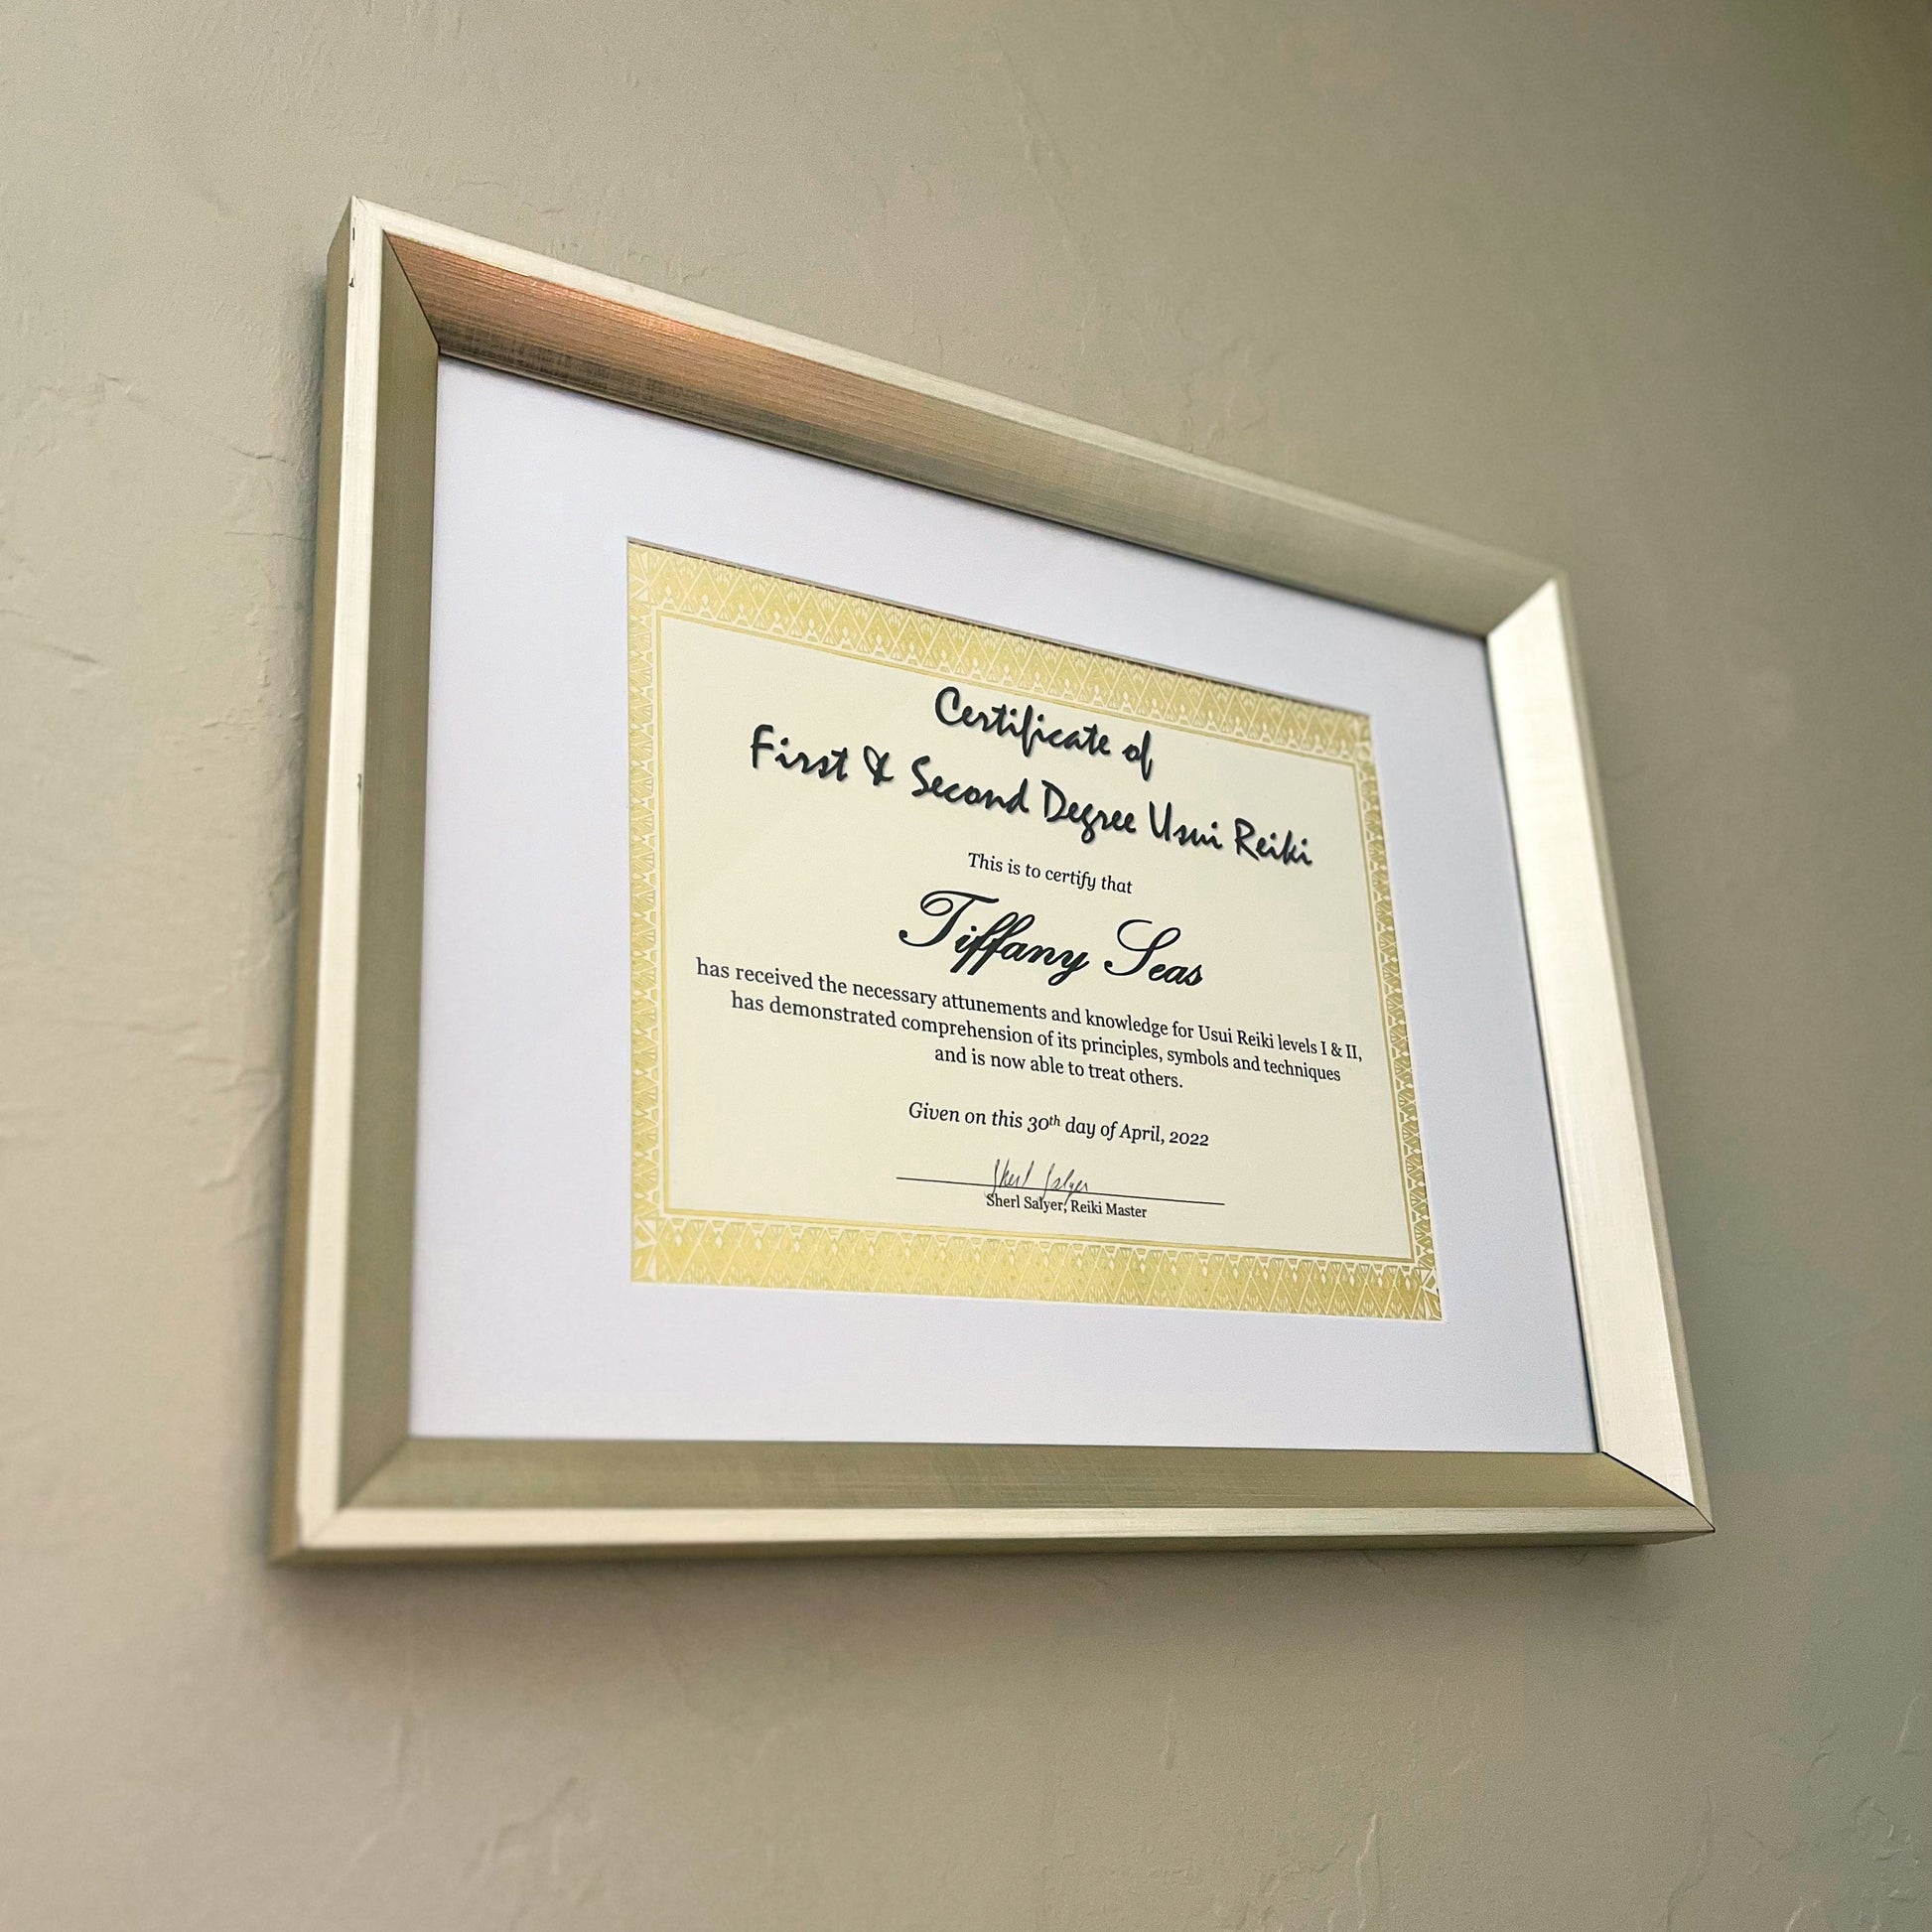 Certificate of
First & Second Degree Usui Reiki
This is to certify that
Tiffany Seas
has received the necessary attunements and knowledge for Usui Reiki levels I & II,
has demonstrated comprehension of its principles, symbols and techniques
and is now able to treat others.
Given on this 30th day of April, 2022
Sherl Salyer
Sherl Salyer, Reiki Master